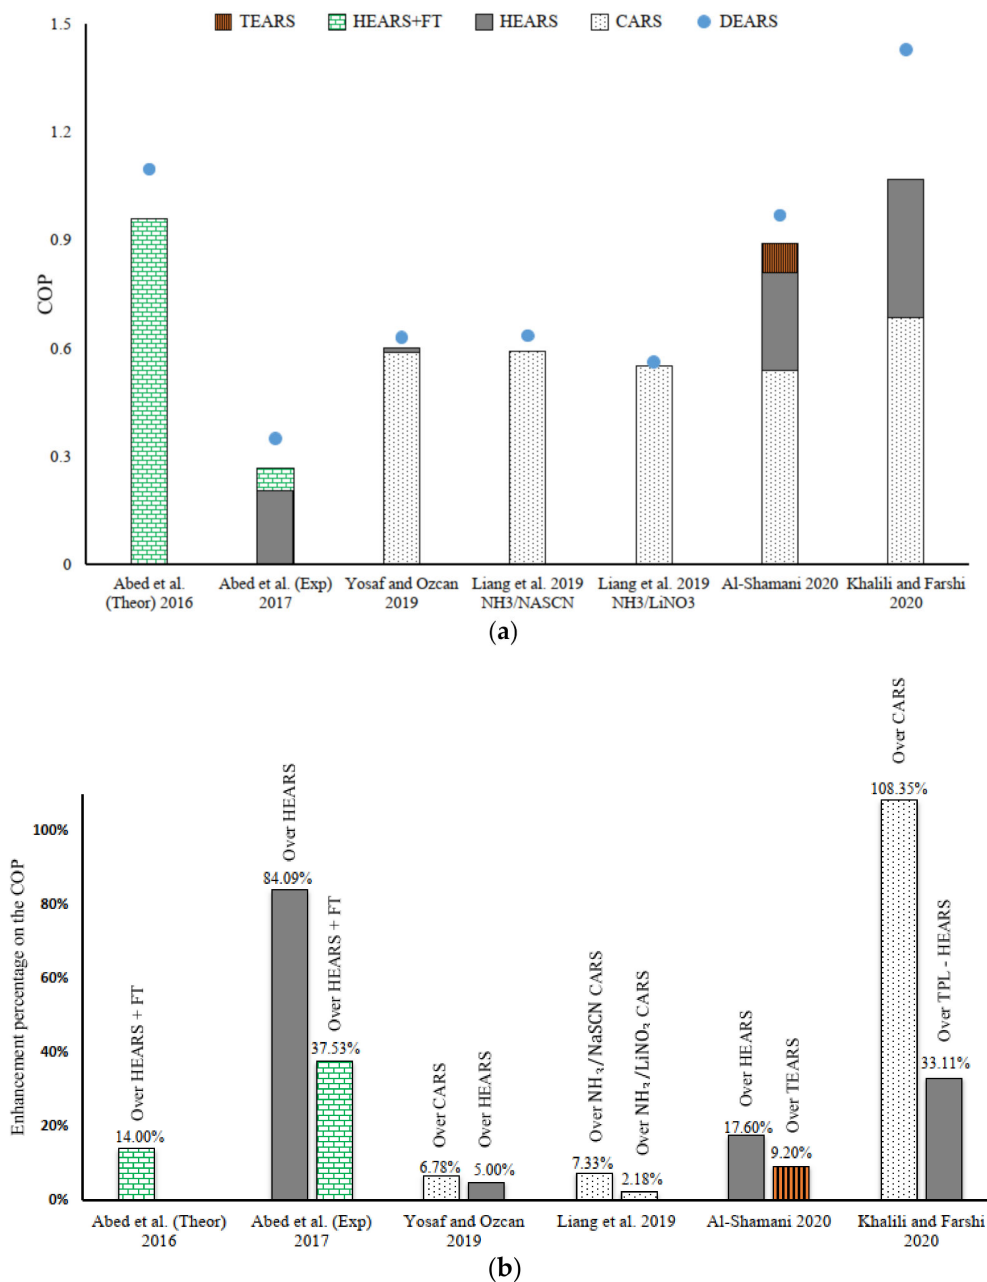 1.5
TEARS HEARS+FT HEARS CARS DEARS
1.2
0.9
COP
0.6
0.3
0
Abed et al. (Theor) 2016
Abed et al. (Exp) 2017
Yosaf and Ozcan 2019
Liang et al. 2019 NH3/NASCN
Liang et al. 2019 NH3/LiNO3
Al-Shamani 2020
Khalili and Farshi 2020
(a)
Enhancement percentage on the COP
100%
80%
60%
40%
20%
0%
Over HEARS + FT
14.00%
Over HEARS
84.09%
Over HEARS + FT
37.53%
Over CARS
6.78%
Over HEARS
5.00%
Over NH₃/NaSCN CARS
7.33%
Over NH₃/LiNO₃ CARS
2.18%
Over HEARS
17.60%
Over TEARS
9.20%
Over CARS
108.35%
Over TPL - HEARS
33.11%
Abed et al. (Theor)
2016
Abed et al. (Exp)
2017
Yosaf and Ozcan
2019
Liang et al. 2019
Al-Shamani 2020
Khalili and Farshi
2020
(b)